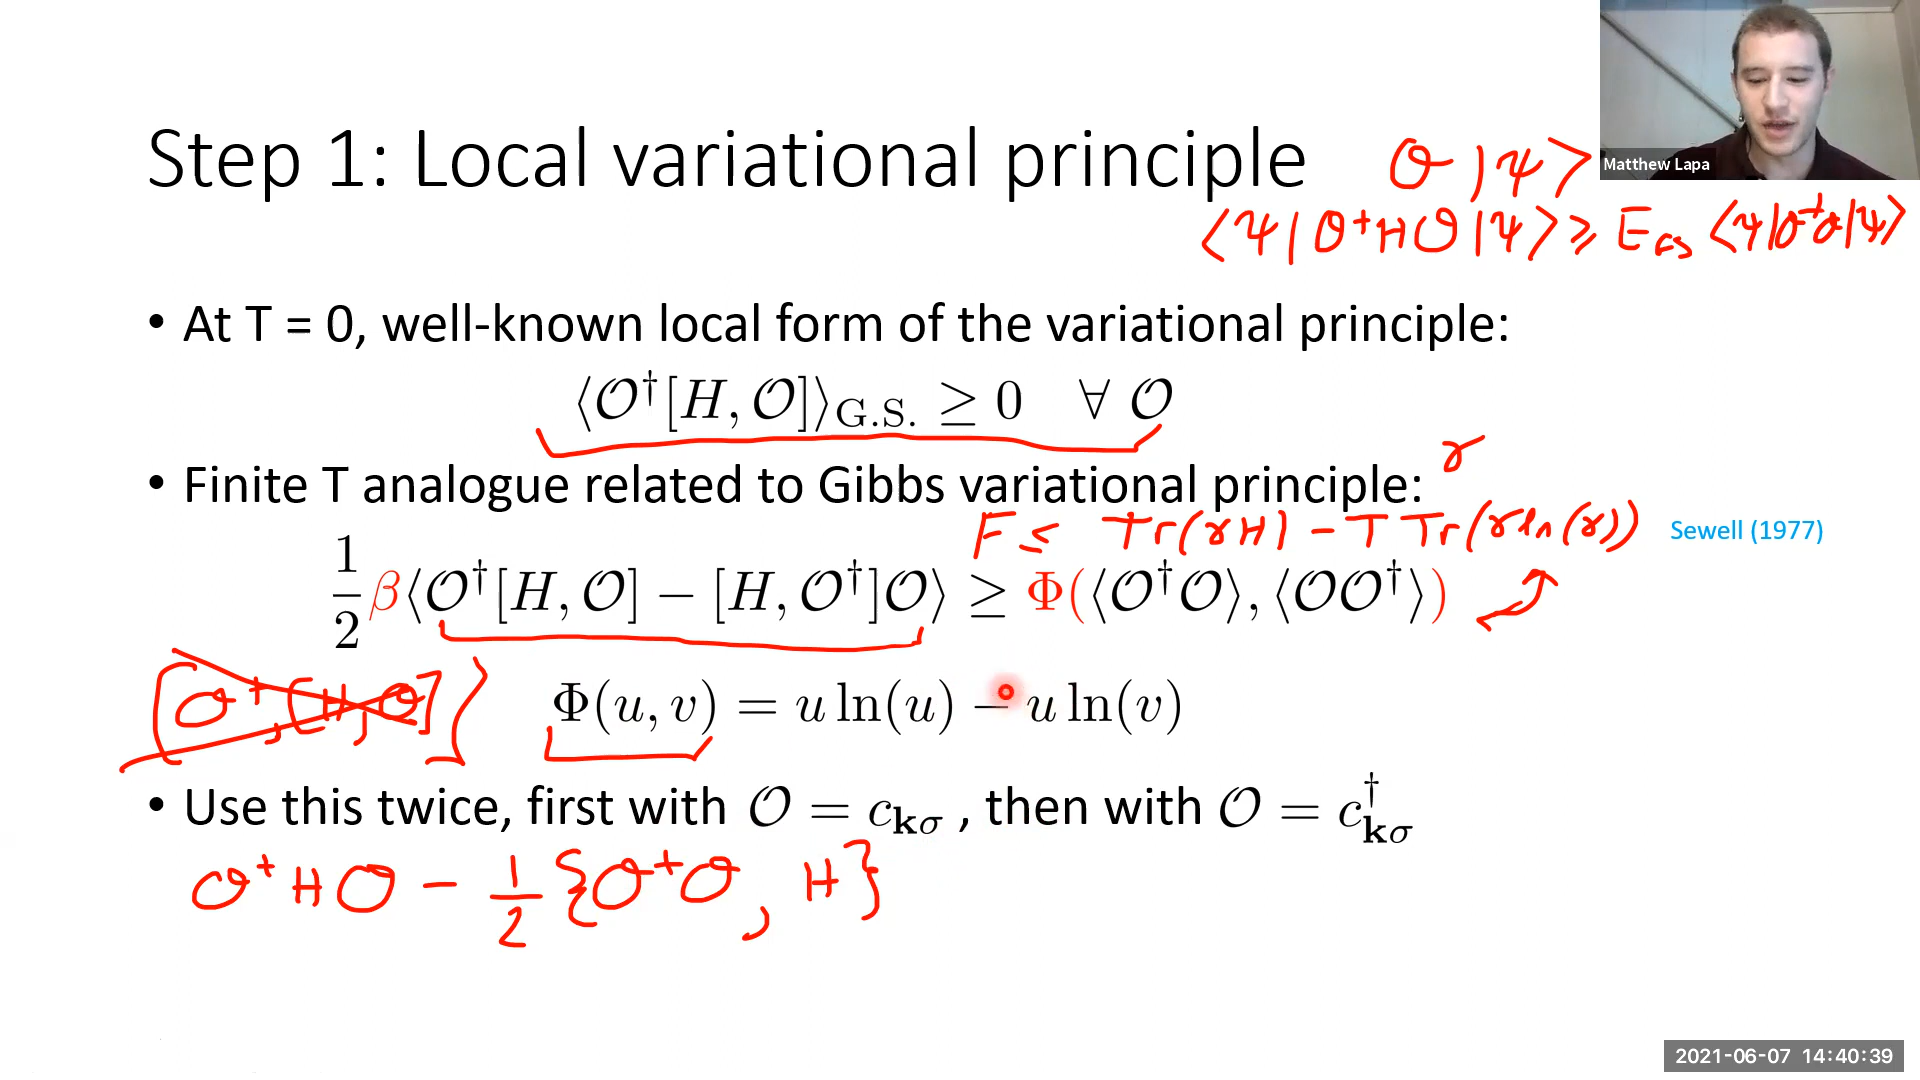 Step 1: Local variational principle
O |ψ>
Matthew Lapa
<ψ| O†HO |ψ> ≥ E_GS <ψ|O†O|ψ>
• At T = 0, well-known local form of the variational principle:
⟨𝒪†[H, 𝒪]⟩_G.S. ≥ 0 ∀ 𝒪
• Finite T analogue related to Gibbs variational principle: γ
F ≤ Tr(γH) - T Tr(γ ln(γ))
Sewell (1977)
1/2 β⟨𝒪†[H, 𝒪] − [H, 𝒪†]𝒪⟩ ≥ Φ(⟨𝒪†𝒪⟩, ⟨𝒪𝒪†⟩)
[O†, [H, O]]
Φ(u, v) = u ln(u) − u ln(v)
• Use this twice, first with 𝒪 = c_kσ , then with 𝒪 = c†_kσ
O†HO - 1/2 {O†O, H}
2021-06-07 14:40:39